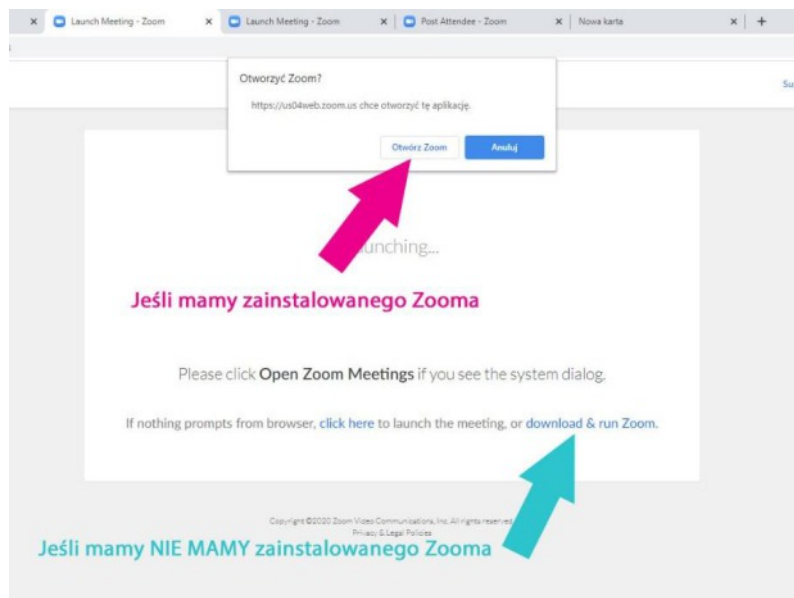 Launch Meeting - Zoom
Launch Meeting - Zoom
Post Attendee - Zoom
Nowa karta
Otworzyć Zoom?
https://us04web.zoom.us chce otworzyć tę aplikację.
Otwórz Zoom
Anuluj
Su
unching...
Jeśli mamy zainstalowanego Zooma
Please click Open Zoom Meetings if you see the system dialog.
If nothing prompts from browser, click here to launch the meeting, or download & run Zoom.
Copyright ©2020 Zoom Video Communications, Inc. All rights reserved.
Privacy & Legal Policies
Jeśli mamy NIE MAMY zainstalowanego Zooma